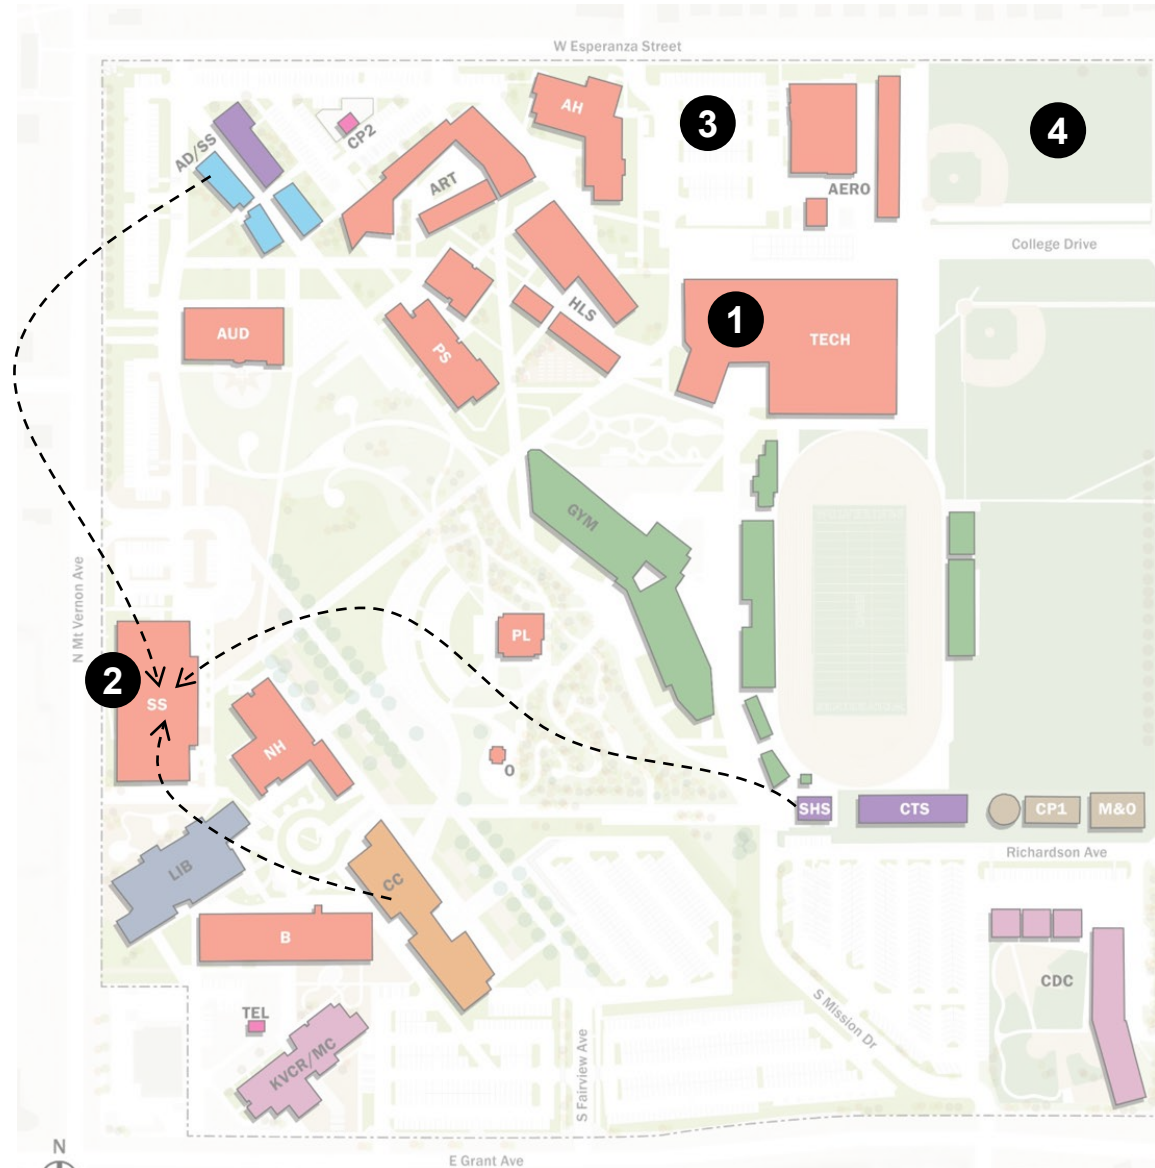 W Esperanza Street
AH
3
4
CP2
AD/SS
ART
AERO
College Drive
HLS
1
TECH
AUD
PS
GYM
N Mt Vernon Ave
PL
2
SS
NH
O
SHS
CTS
CP1
M&O
Richardson Ave
LIB
CC
B
CDC
TEL
S Mission Dr
KVCR/MC
S Fairview Ave
N
E Grant Ave